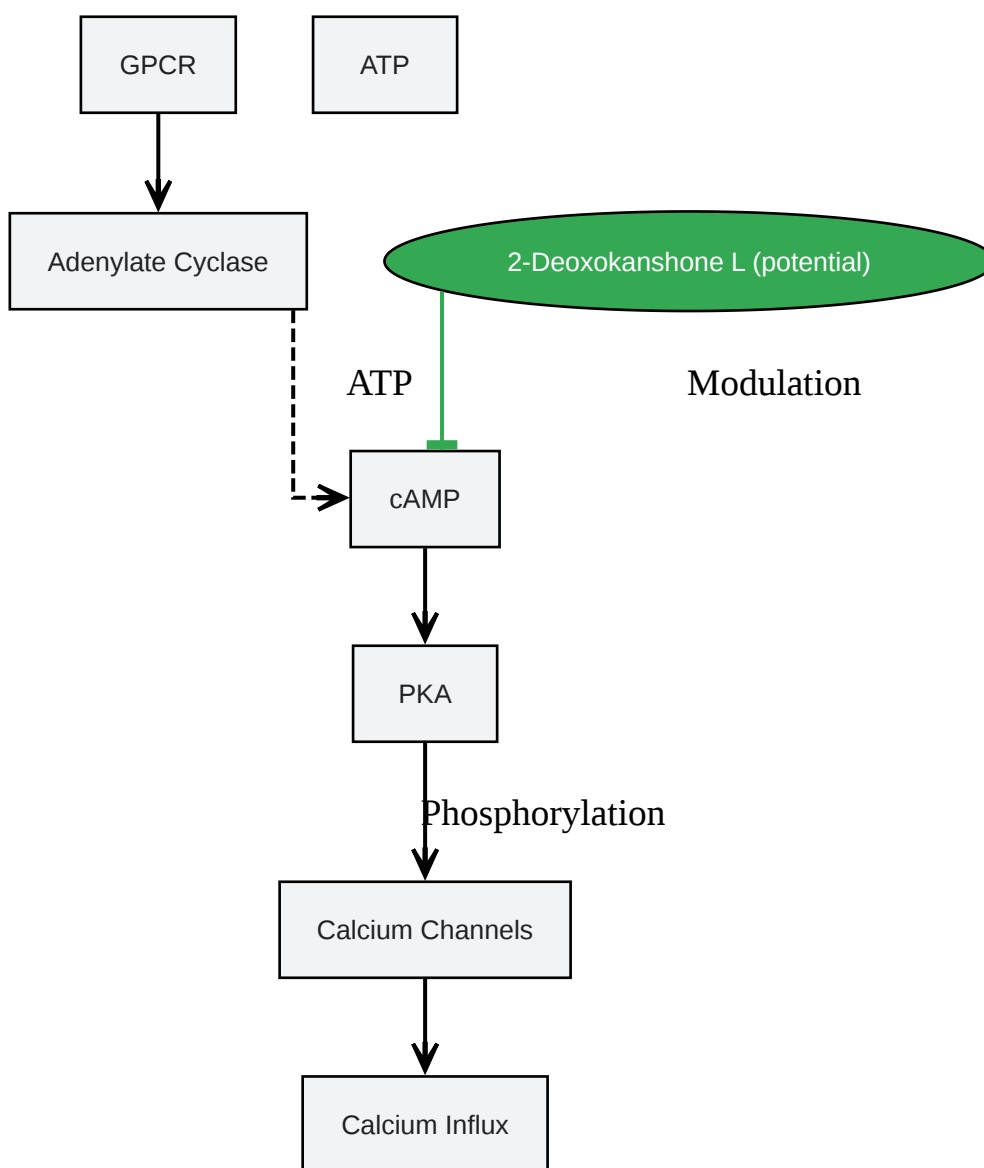 GPCR
ATP
Adenylate Cyclase
2-Deoxokanshone L (potential)
ATP
Modulation
cAMP
PKA
Phosphorylation
Calcium Channels
Calcium Influx